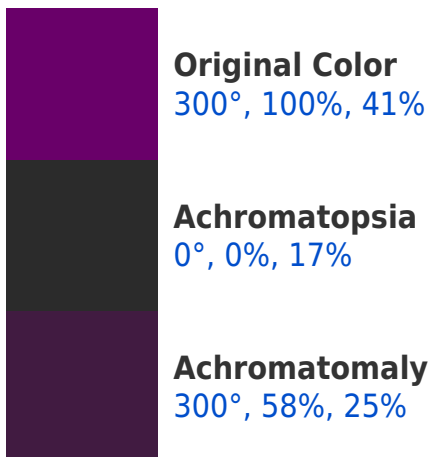 Original Color
300°, 100%, 41%
Achromatopsia
0°, 0%, 17%
Achromatomaly
300°, 58%, 25%